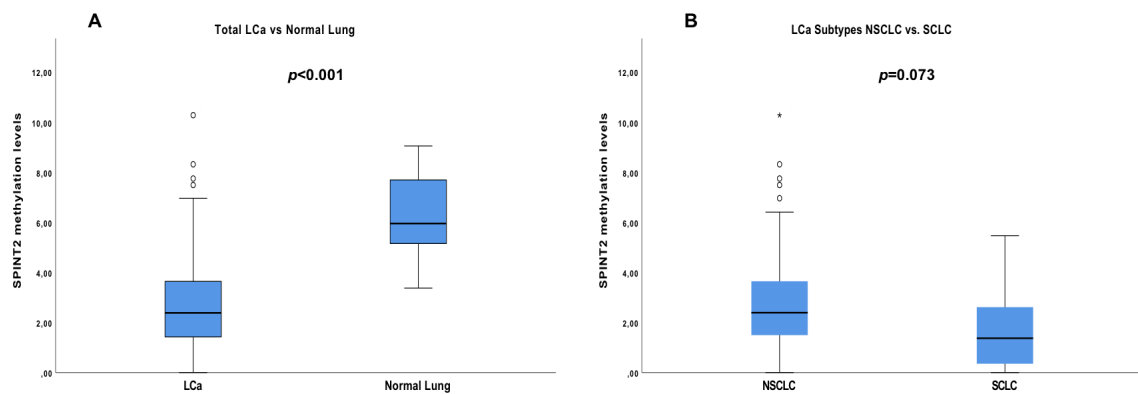 A
Total LCa vs Normal Lung
p<0.001
SPINT2 methylation levels
12,00
10,00
8,00
6,00
4,00
2,00
,00
LCa
Normal Lung
B
LCa Subtypes NSCLC vs. SCLC
p=0.073
SPINT2 methylation levels
12,00
10,00
8,00
6,00
4,00
2,00
,00
NSCLC
SCLC